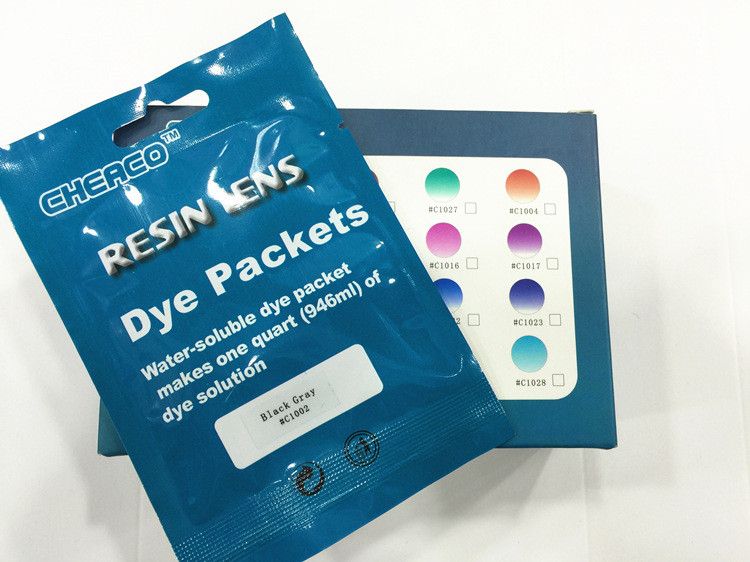 CHEACO™
RESIN LENS
Dye Packets
Water-soluble dye packet
makes one quart (946ml) of
dye solution
Black Gray
#C1002
#C1027
#C1004
#C1016
#C1017
#C1023
#C1028